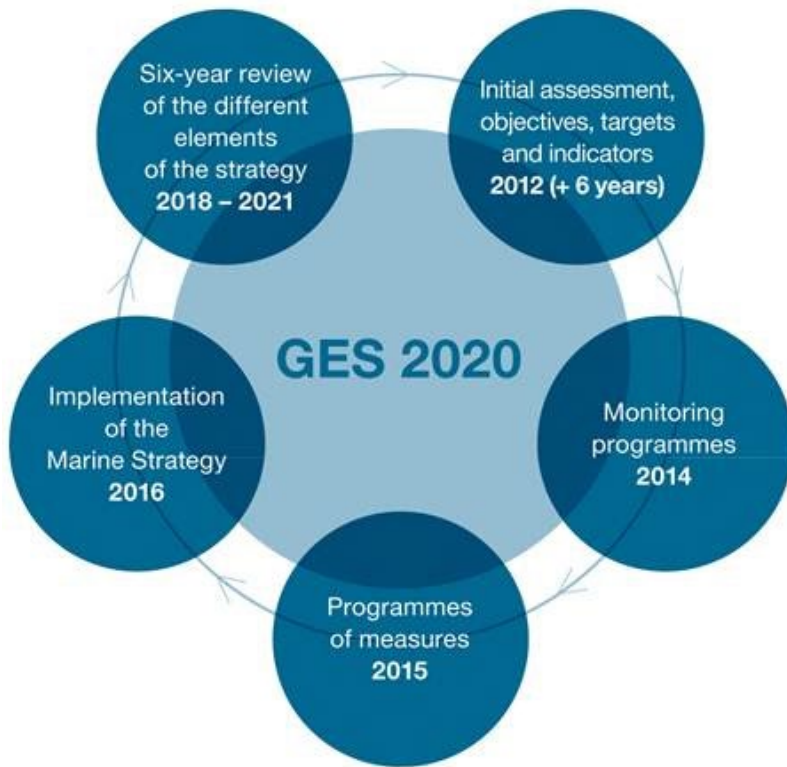 Six-year review
of the different
elements
of the strategy
2018 – 2021
Initial assessment,
objectives, targets
and indicators
2012 (+ 6 years)
GES 2020
Implementation
of the
Marine Strategy
2016
Monitoring
programmes
2014
Programmes
of measures
2015